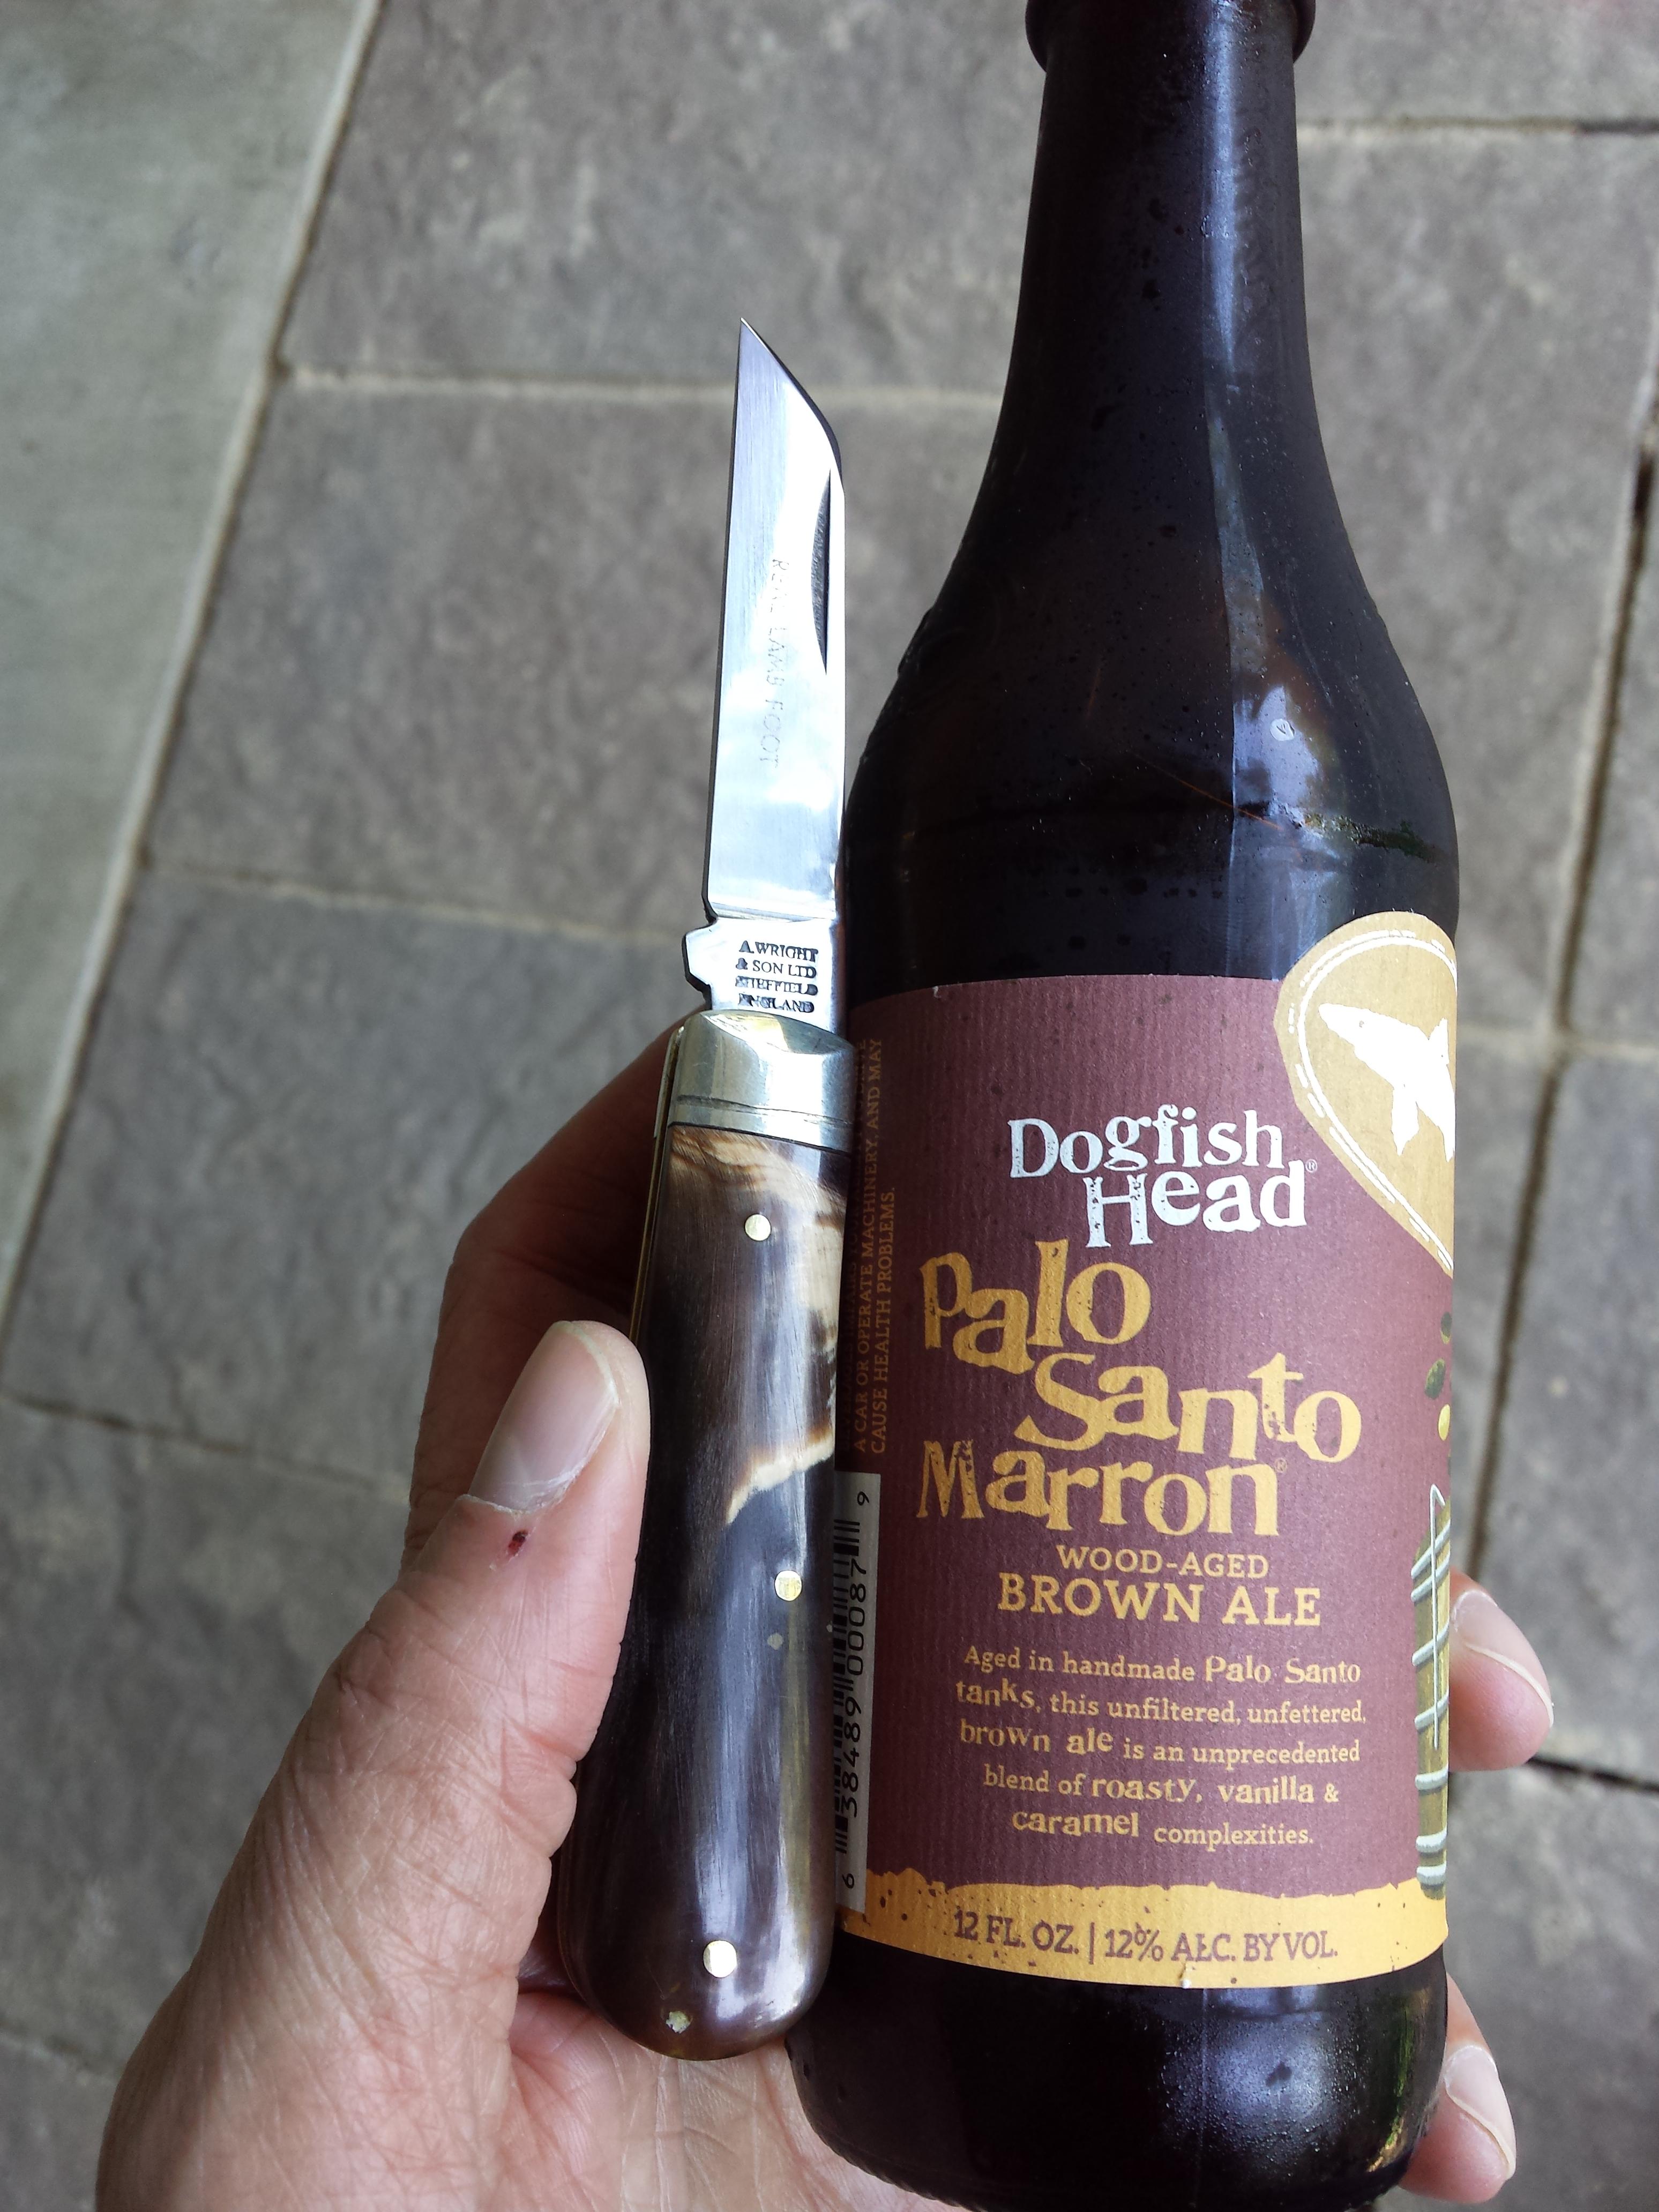 REAL LAMB FOOT
A. WRIGHT
& SON LTD
SHEFFIELD
ENGLAND
A CAR OR OPERATE MACHINERY, AND MAY
CAUSE HEALTH PROBLEMS.
6 38489 00087 9
Dogfish
Head®
Palo
Santo
Marron®
WOOD-AGED
BROWN ALE
Aged in handmade Palo Santo
tanks, this unfiltered, unfettered,
brown ale is an unprecedented
blend of roasty, vanilla &
caramel complexities.
12 FL. OZ. | 12% ALC. BY VOL.